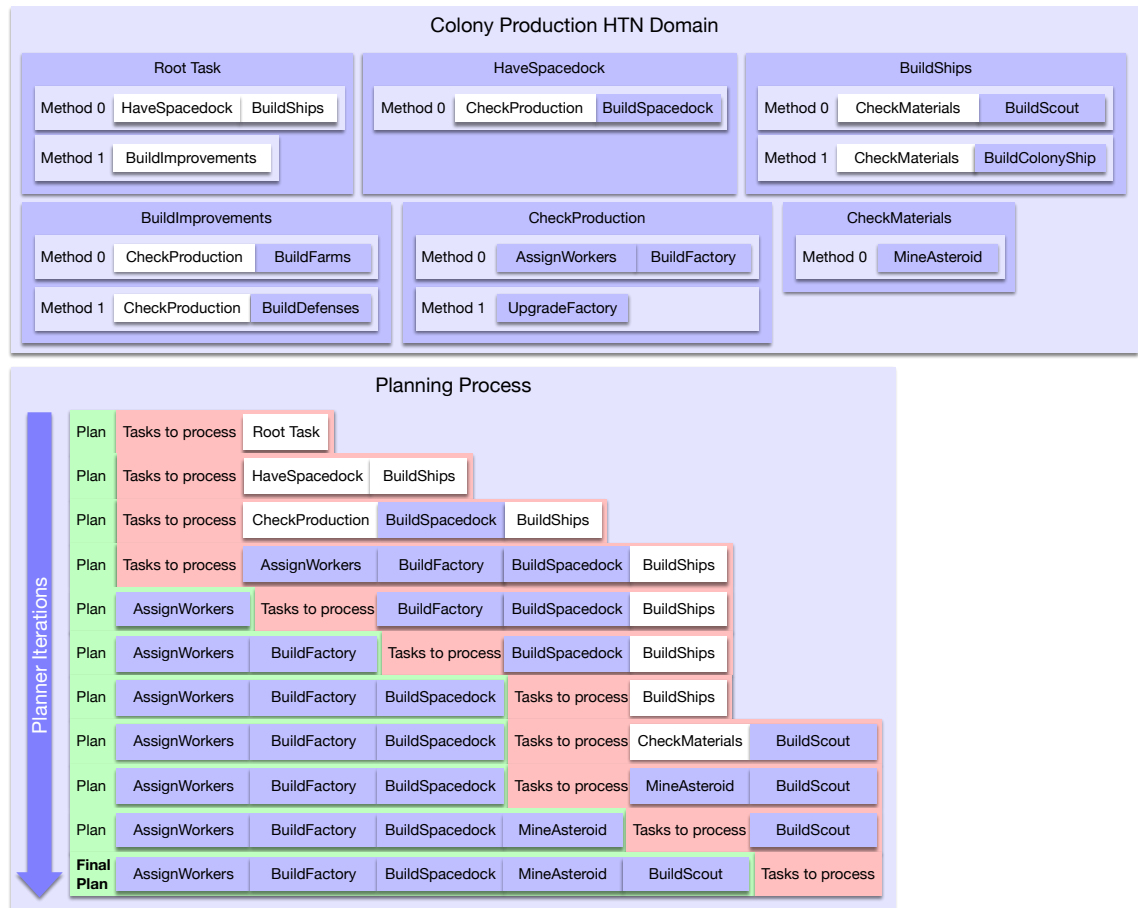 Colony Production HTN Domain
Root Task
Method 0 HaveSpacedock BuildShips
Method 1 BuildImprovements
HaveSpacedock
Method 0 CheckProduction BuildSpacedock
BuildShips
Method 0 CheckMaterials BuildScout
Method 1 CheckMaterials BuildColonyShip
BuildImprovements
Method 0 CheckProduction BuildFarms
Method 1 CheckProduction BuildDefenses
CheckProduction
Method 0 AssignWorkers BuildFactory
Method 1 UpgradeFactory
CheckMaterials
Method 0 MineAsteroid
Planning Process
Planner Iterations
Plan Tasks to process Root Task
Plan Tasks to process HaveSpacedock BuildShips
Plan Tasks to process CheckProduction BuildSpacedock BuildShips
Plan Tasks to process AssignWorkers BuildFactory BuildSpacedock BuildShips
Plan AssignWorkers Tasks to process BuildFactory BuildSpacedock BuildShips
Plan AssignWorkers BuildFactory Tasks to process BuildSpacedock BuildShips
Plan AssignWorkers BuildFactory BuildSpacedock Tasks to process BuildShips
Plan AssignWorkers BuildFactory BuildSpacedock Tasks to process CheckMaterials BuildScout
Plan AssignWorkers BuildFactory BuildSpacedock Tasks to process MineAsteroid BuildScout
Plan AssignWorkers BuildFactory BuildSpacedock MineAsteroid Tasks to process BuildScout
Final
Plan AssignWorkers BuildFactory BuildSpacedock MineAsteroid BuildScout Tasks to process